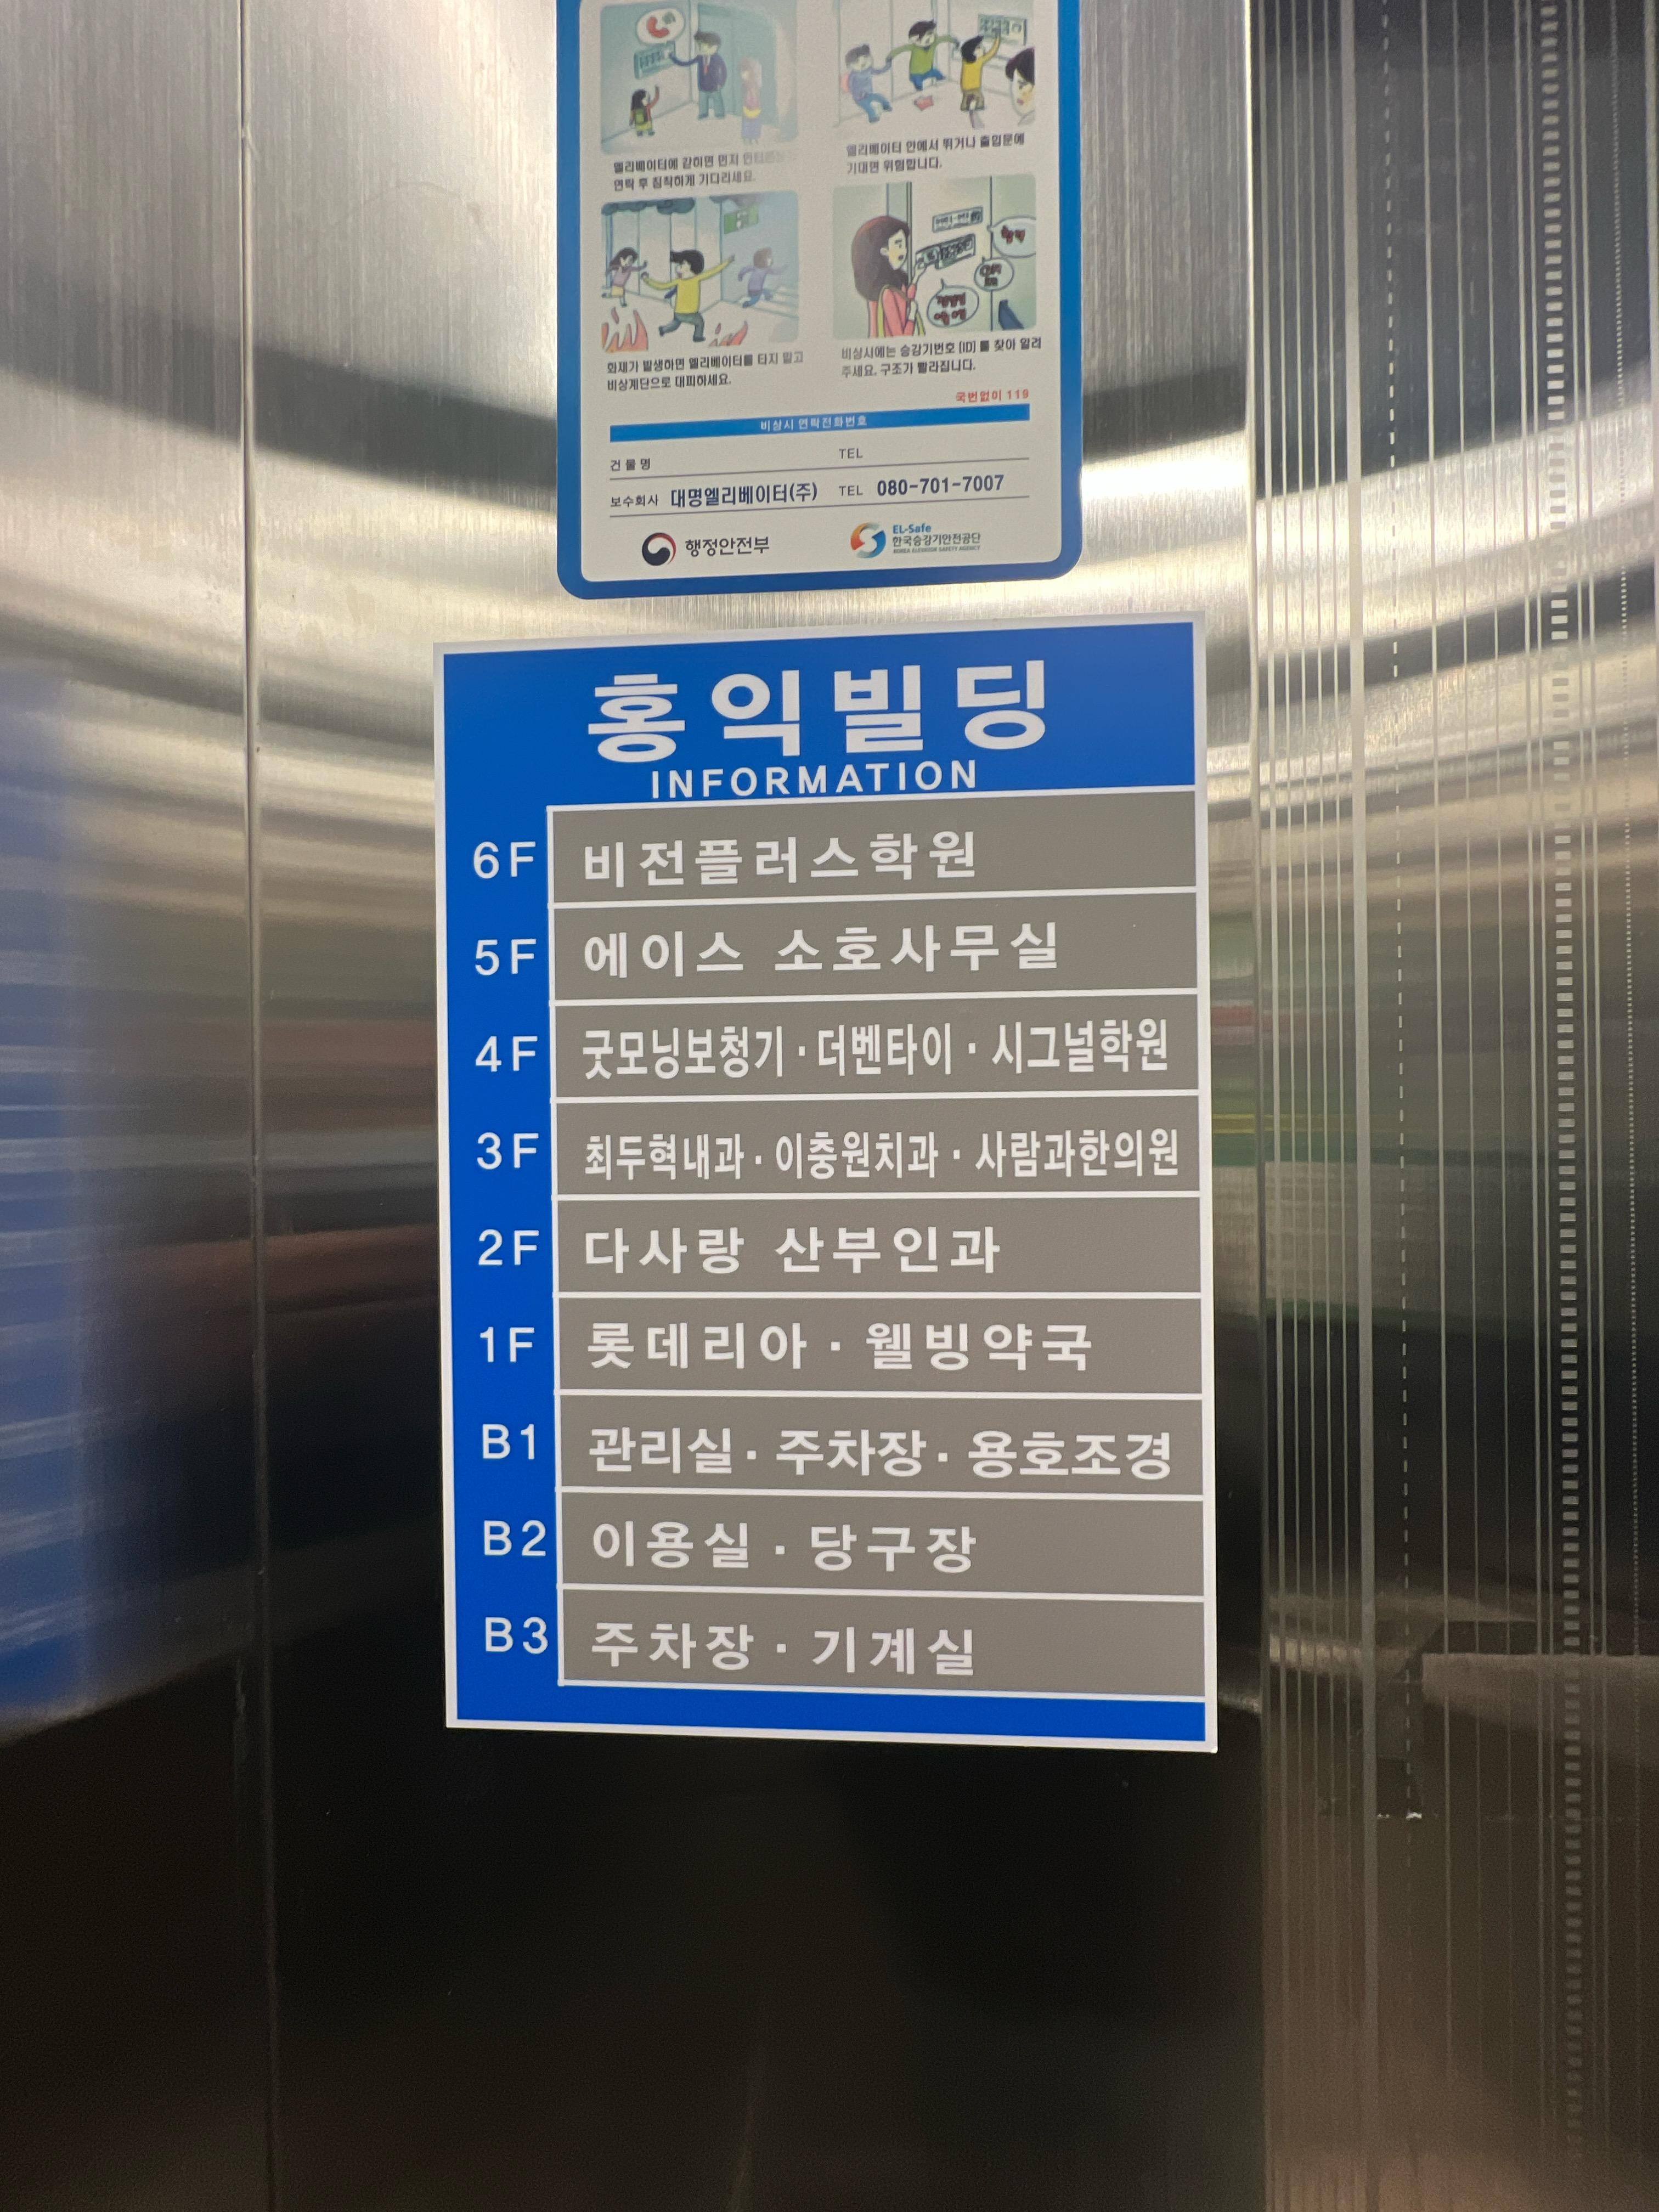 엘리베이터에 갇히면 먼저
연락 후 침착하게 기다리세요.
엘리베이터 안에서 뛰거나 출입문에
기대면 위험합니다.
화재가 발생하면 엘리베이터를 타지 말고
비상계단으로 대피하세요.
비상시에는 승강기번호 [ID] 를 찾아 알려
주세요. 구조가 빨라집니다.
국번없이 119
비상시 연락전화번호
건 물 명 TEL
보수회사 대명엘리베이터(주) TEL 080-701-7007
행정안전부
EL-Safe
한국승강기안전공단
KOREA ELEVATOR SAFETY AGENCY
홍익빌딩
INFORMATION
6F 비전플러스학원
5F 에이스 소호사무실
4F 굿모닝보청기 · 더벤타이 · 시그널학원
3F 최두혁내과 · 이충원치과 · 사람과한의원
2F 다사랑 산부인과
1F 롯데리아 · 웰빙약국
B1 관리실 · 주차장 · 용호조경
B2 이용실 · 당구장
B3 주차장 · 기계실